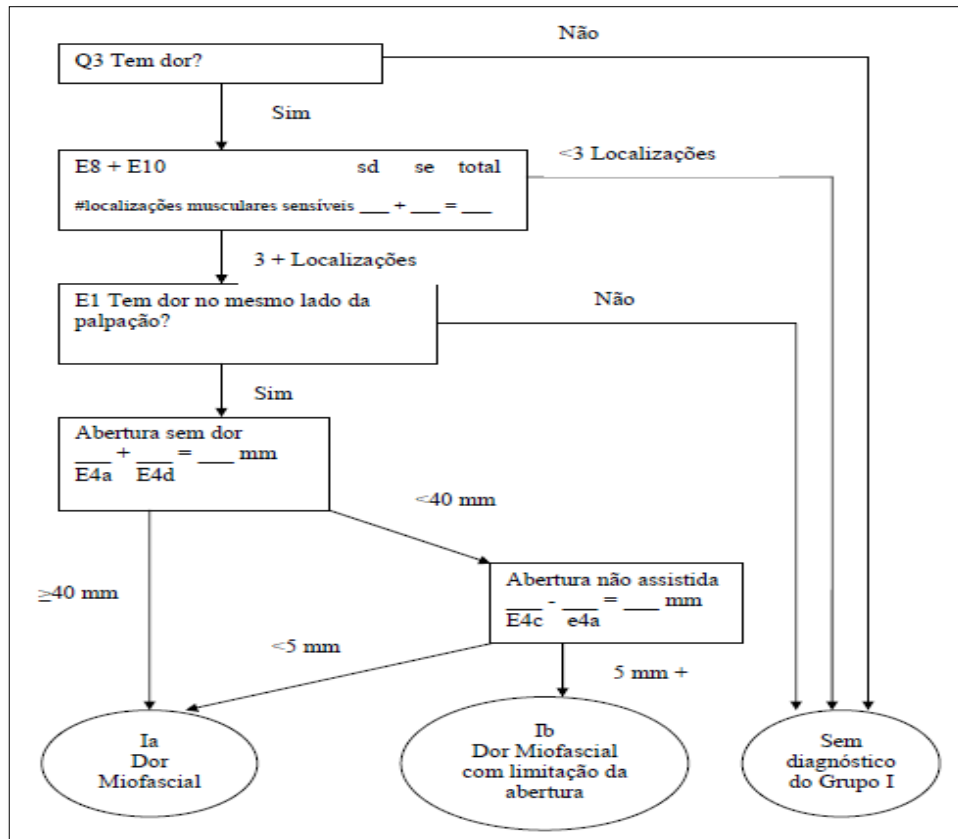 Não
Q3 Tem dor?
Sim
E8 + E10 sd se total
<3 Localizações
#localizações musculares sensíveis ___ + ___ = ___
3 + Localizações
E1 Tem dor no mesmo lado da
palpação?
Não
Sim
Abertura sem dor
___ + ___ = ___ mm
E4a E4d
<40 mm
≥40 mm
Abertura não assistida
___ - ___ = ___ mm
E4c e4a
<5 mm
5 mm +
Ia
Dor
Miofascial
Ib
Dor Miofascial
com limitação da
abertura
Sem
diagnóstico
do Grupo I